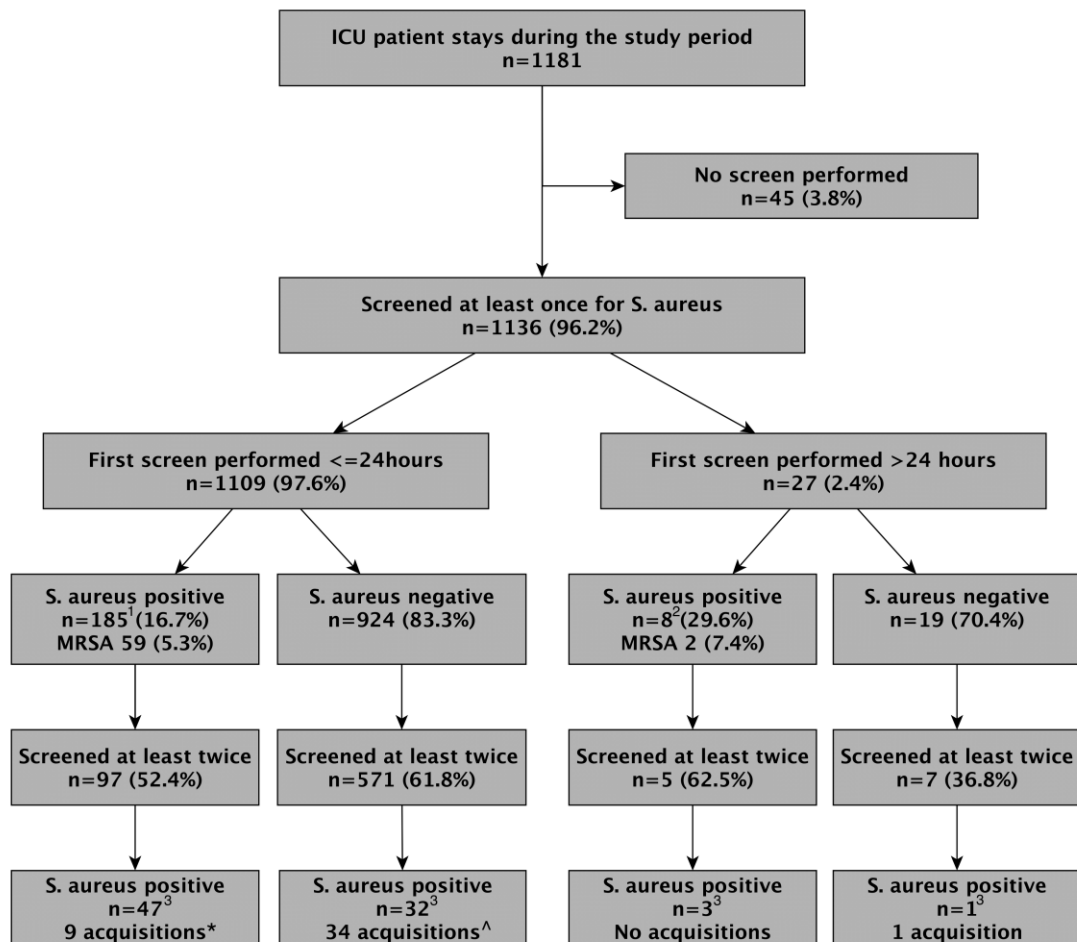 ICU patient stays during the study period
n=1181
No screen performed
n=45 (3.8%)
Screened at least once for S. aureus
n=1136 (96.2%)
First screen performed <=24hours
n=1109 (97.6%)
First screen performed >24 hours
n=27 (2.4%)
S. aureus positive
n=185¹(16.7%)
MRSA 59 (5.3%)
S. aureus negative
n=924 (83.3%)
S. aureus positive
n=8²(29.6%)
MRSA 2 (7.4%)
S. aureus negative
n=19 (70.4%)
Screened at least twice
n=97 (52.4%)
Screened at least twice
n=571 (61.8%)
Screened at least twice
n=5 (62.5%)
Screened at least twice
n=7 (36.8%)
S. aureus positive
n=47³
9 acquisitions*
S. aureus positive
n=32³
34 acquisitions^
S. aureus positive
n=3³
No acquisitions
S. aureus positive
n=1³
1 acquisition